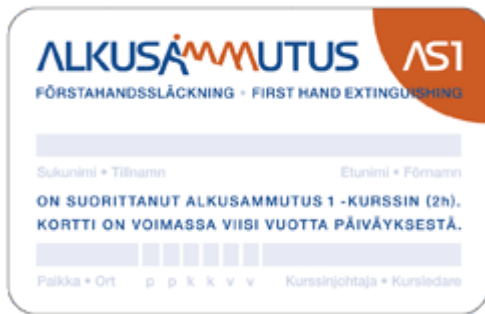 ALKUSAMMUTUS AS1
FÖRSTAHANDSSLÄCKNING • FIRST HAND EXTINGUISHING
Sukunimi • Tillnamn Etunimi • Förnamn
ON SUORITTANUT ALKUSAMMUTUS 1 -KURSSIN (2h).
KORTTI ON VOIMASSA VIISI VUOTTA PÄIVÄYKSESTÄ.
Paikka • Ort p p k k v v Kurssinjohtaja • Kursledare